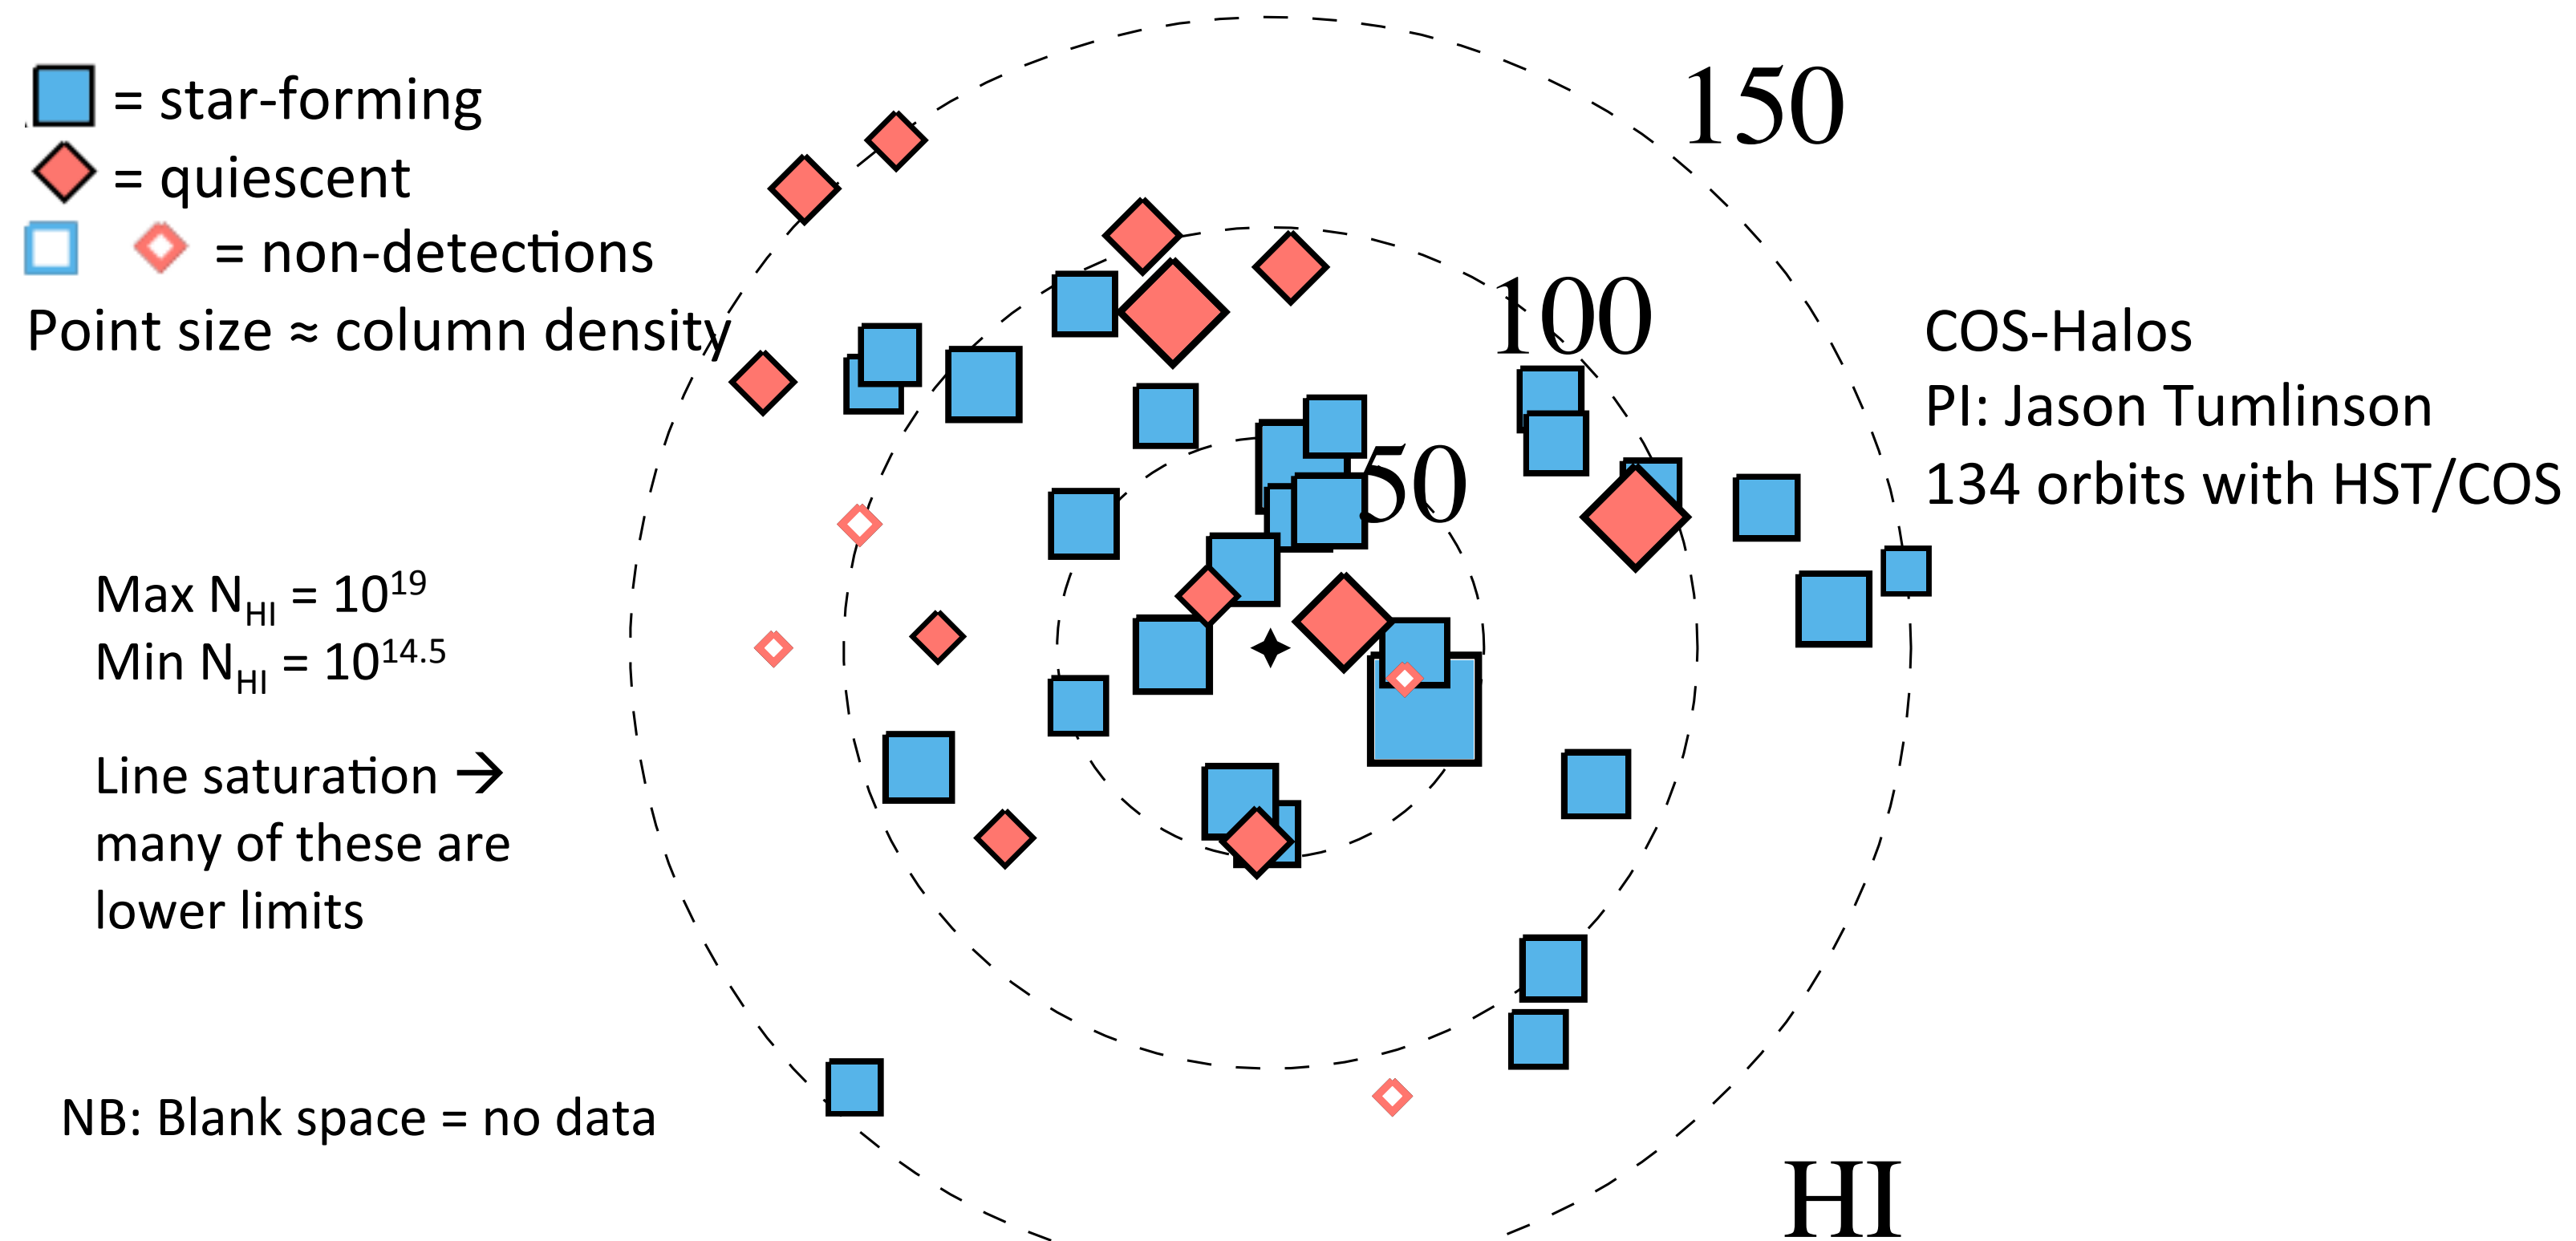 = star-forming
= quiescent
= non-detections
Point size ≈ column density
150
100
50
COS-Halos
PI: Jason Tumlinson
134 orbits with HST/COS
Max N_HI = 10^19
Min N_HI = 10^14.5
Line saturation →
many of these are
lower limits
NB: Blank space = no data
HI